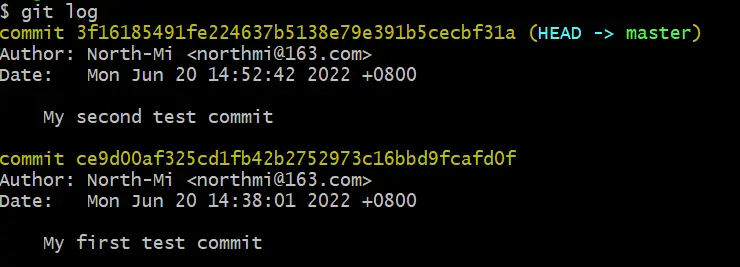 $ git log
commit 3f16185491fe224637b5138e79e391b5cecbf31a (HEAD -> master)
Author: North-Mi <northmi@163.com>
Date:   Mon Jun 20 14:52:42 2022 +0800
    My second test commit
commit ce9d00af325cd1fb42b2752973c16bbd9fcafd0f
Author: North-Mi <northmi@163.com>
Date:   Mon Jun 20 14:38:01 2022 +0800
    My first test commit